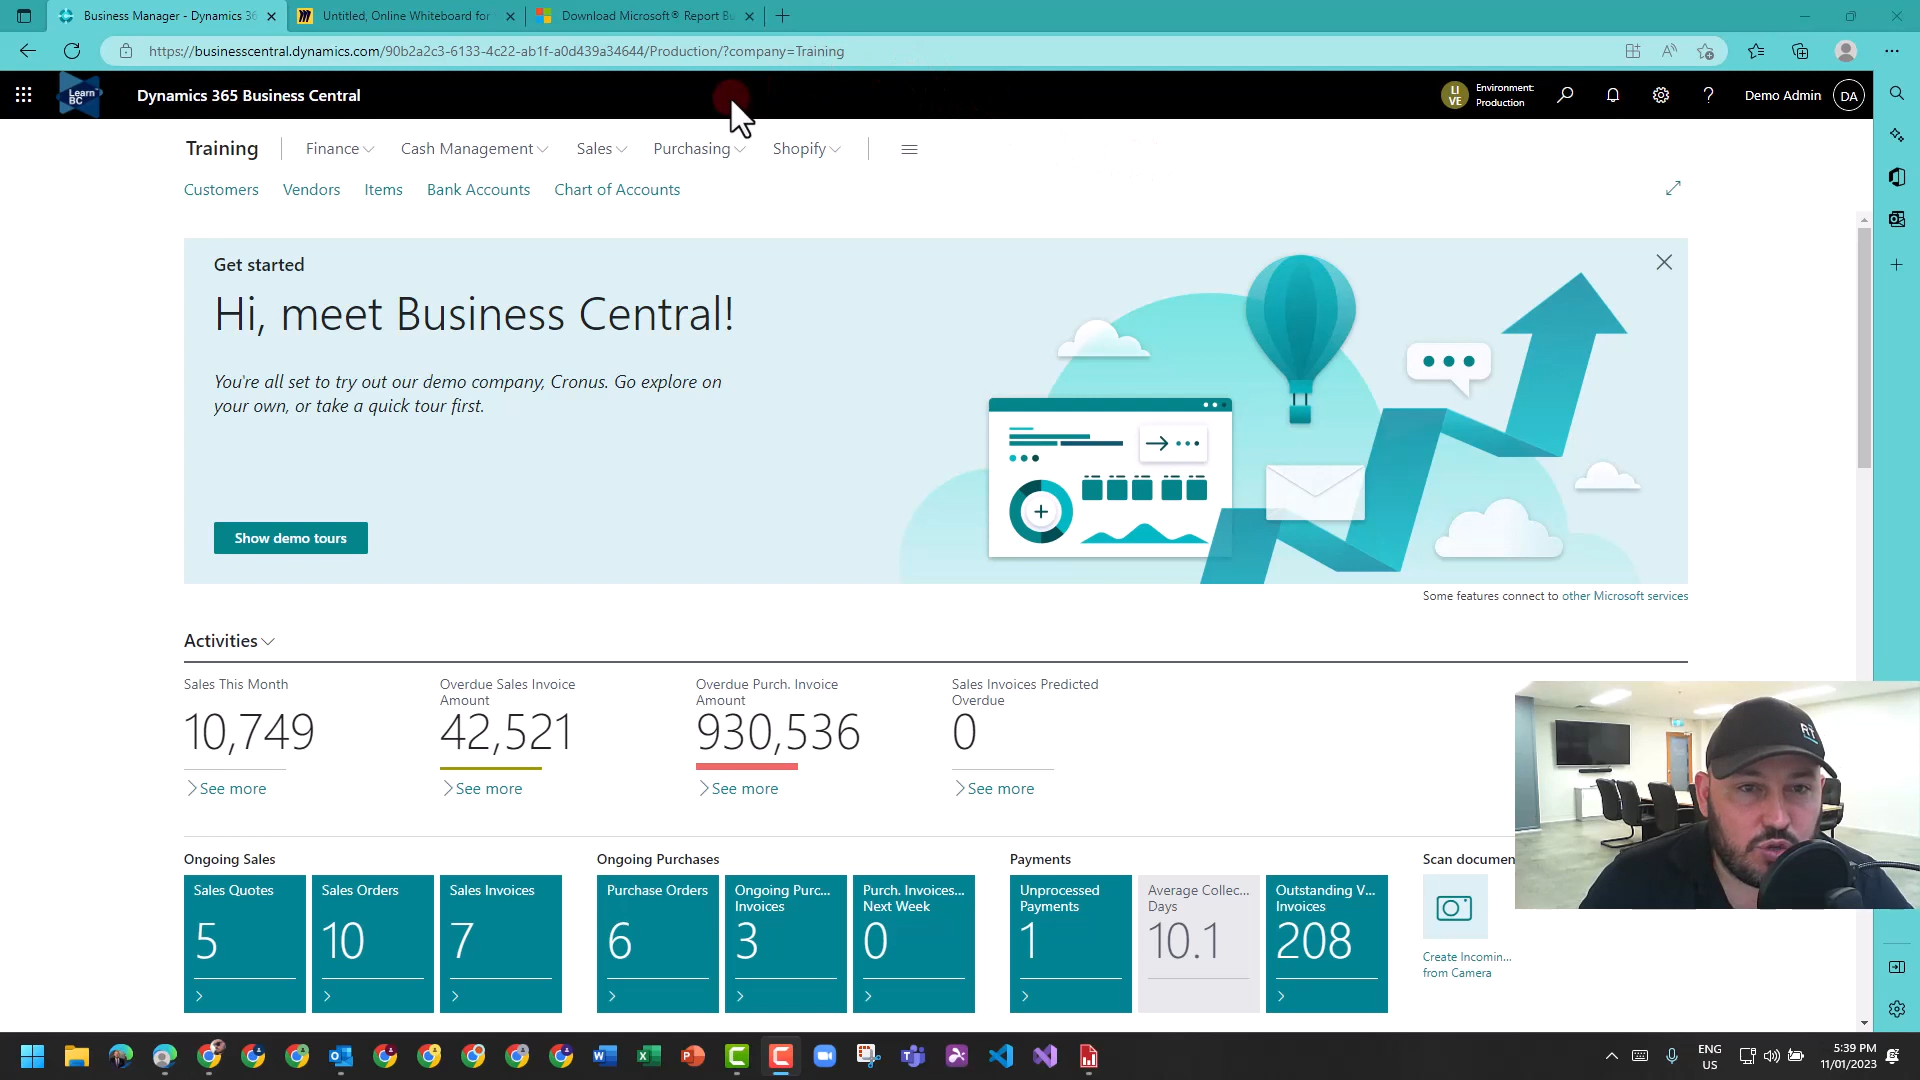 Business Manager - Dynamics 36
Untitled, Online Whiteboard for
Download Microsoft® Report Bu
https://businesscentral.dynamics.com/90b2a2c3-6133-4c22-ab1f-a0d439a34644/Production/?company=Training
Learn BC
Dynamics 365 Business Central
LI
VE
Environment:
Production
Demo Admin
DA
Training
Finance
Cash Management
Sales
Purchasing
Shopify
Customers
Vendors
Items
Bank Accounts
Chart of Accounts
Get started
Hi, meet Business Central!
You're all set to try out our demo company, Cronus. Go explore on
your own, or take a quick tour first.
Show demo tours
Some features connect to other Microsoft services
Activities
Sales This Month
10,749
See more
Overdue Sales Invoice
Amount
42,521
See more
Overdue Purch. Invoice
Amount
930,536
See more
Sales Invoices Predicted
Overdue
0
See more
Ongoing Sales
Sales Quotes
5
Sales Orders
10
Sales Invoices
7
Ongoing Purchases
Purchase Orders
6
Ongoing Purc...
Invoices
3
Purch. Invoices...
Next Week
0
Payments
Unprocessed
Payments
1
Average Collec...
Days
10.1
Outstanding V...
Invoices
208
Scan documen
Create Incomin...
from Camera
ENG
US
5:39 PM
11/01/2023